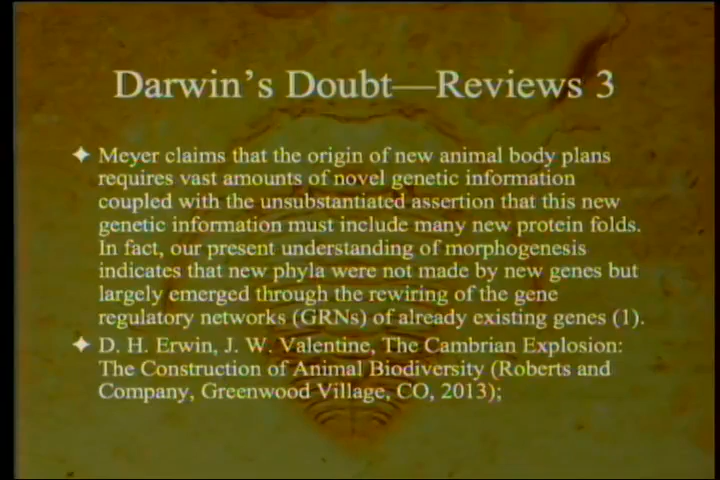 Darwin's Doubt—Reviews 3
✦ Meyer claims that the origin of new animal body plans
requires vast amounts of novel genetic information
coupled with the unsubstantiated assertion that this new
genetic information must include many new protein folds.
In fact, our present understanding of morphogenesis
indicates that new phyla were not made by new genes but
largely emerged through the rewiring of the gene
regulatory networks (GRNs) of already existing genes (1).
✦ D. H. Erwin, J. W. Valentine, The Cambrian Explosion:
The Construction of Animal Biodiversity (Roberts and
Company, Greenwood Village, CO, 2013);